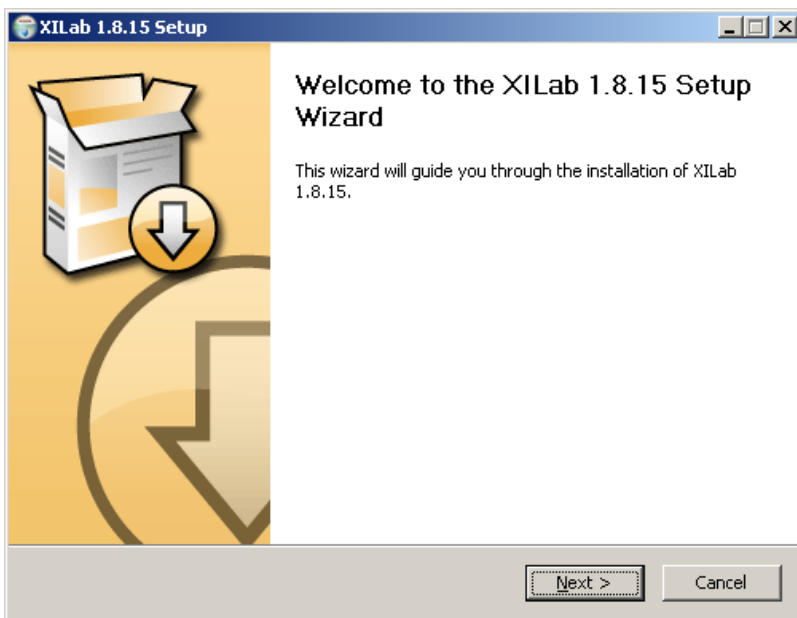 XILab 1.8.15 Setup
Welcome to the XILab 1.8.15 Setup
Wizard
This wizard will guide you through the installation of XILab
1.8.15.
Next >
Cancel